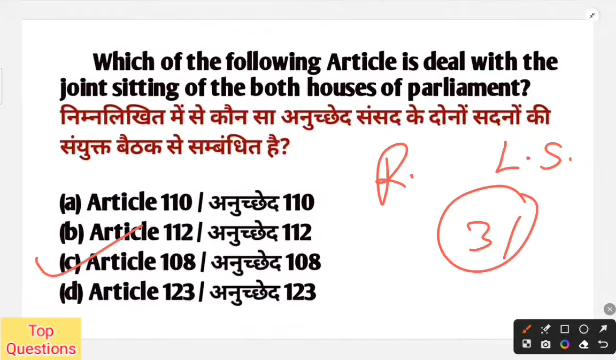 Which of the following Article is deal with the
joint sitting of the both houses of parliament?
निम्नलिखित में से कौन सा अनुच्छेद संसद के दोनों सदनों की
संयुक्त बैठक से सम्बंधित है?
R. L.S.
(a) Article 110 / अनुच्छेद 110
(b) Article 112 / अनुच्छेद 112
(c) Article 108 / अनुच्छेद 108
(d) Article 123 / अनुच्छेद 123
Top
Questions